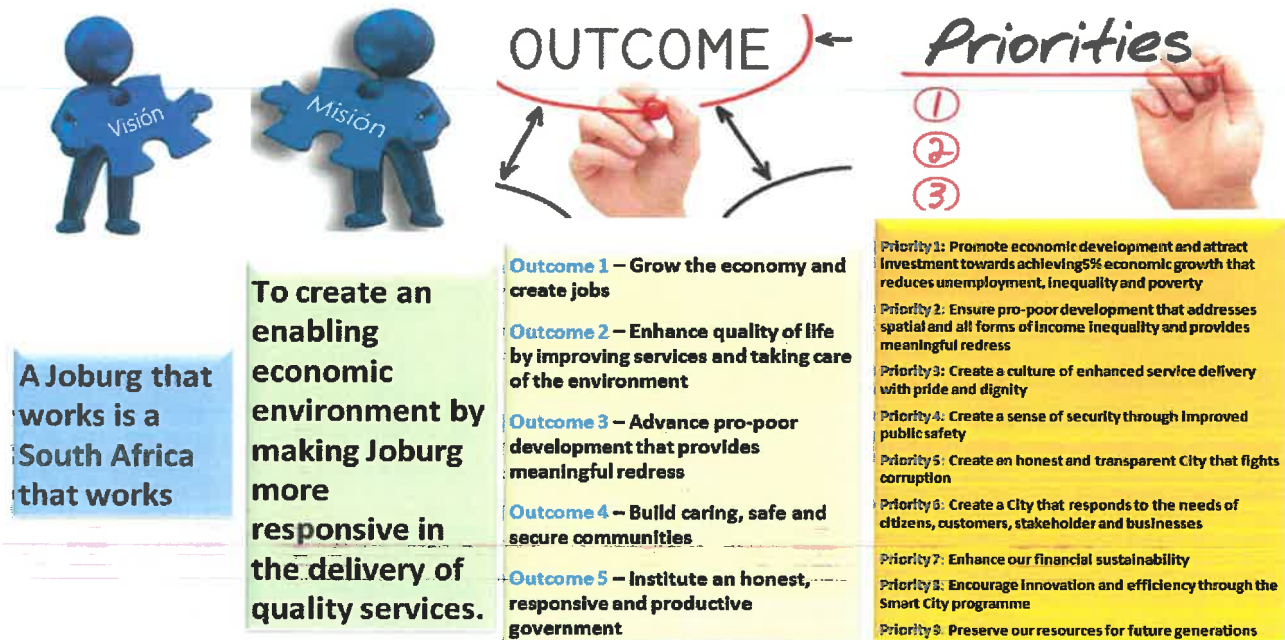 Visión
A Joburg that
works is a
South Africa
that works
Misión
To create an
enabling
economic
environment by
making Joburg
more
responsive in
the delivery of
quality services.
OUTCOME
Outcome 1 – Grow the economy and
create jobs
Outcome 2 – Enhance quality of life
by improving services and taking care
of the environment
Outcome 3 – Advance pro-poor
development that provides
meaningful redress
Outcome 4 – Build caring, safe and
secure communities
Outcome 5 – Institute an honest,
responsive and productive
government
Priorities
1
2
3
Priority 1: Promote economic development and attract
investment towards achieving5% economic growth that
reduces unemployment, inequality and poverty
Priority 2: Ensure pro-poor development that addresses
spatial and all forms of income inequality and provides
meaningful redress
Priority 3: Create a culture of enhanced service delivery
with pride and dignity
Priority 4: Create a sense of security through improved
public safety
Priority 5: Create an honest and transparent City that fights
corruption
Priority 6: Create a City that responds to the needs of
citizens, customers, stakeholder and businesses
Priority 7: Enhance our financial sustainability
Priority 8: Encourage innovation and efficiency through the
Smart City programme
Priority 9: Preserve our resources for future generations